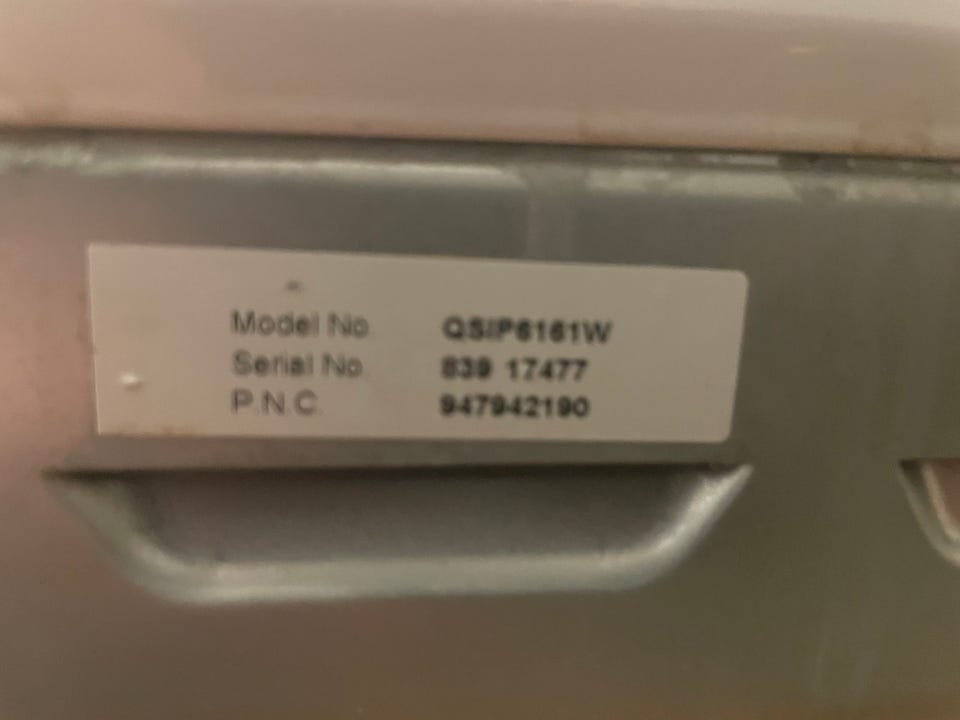 Model No. QSIP6161W
Serial No. 839 17477
P.N.C. 947942190